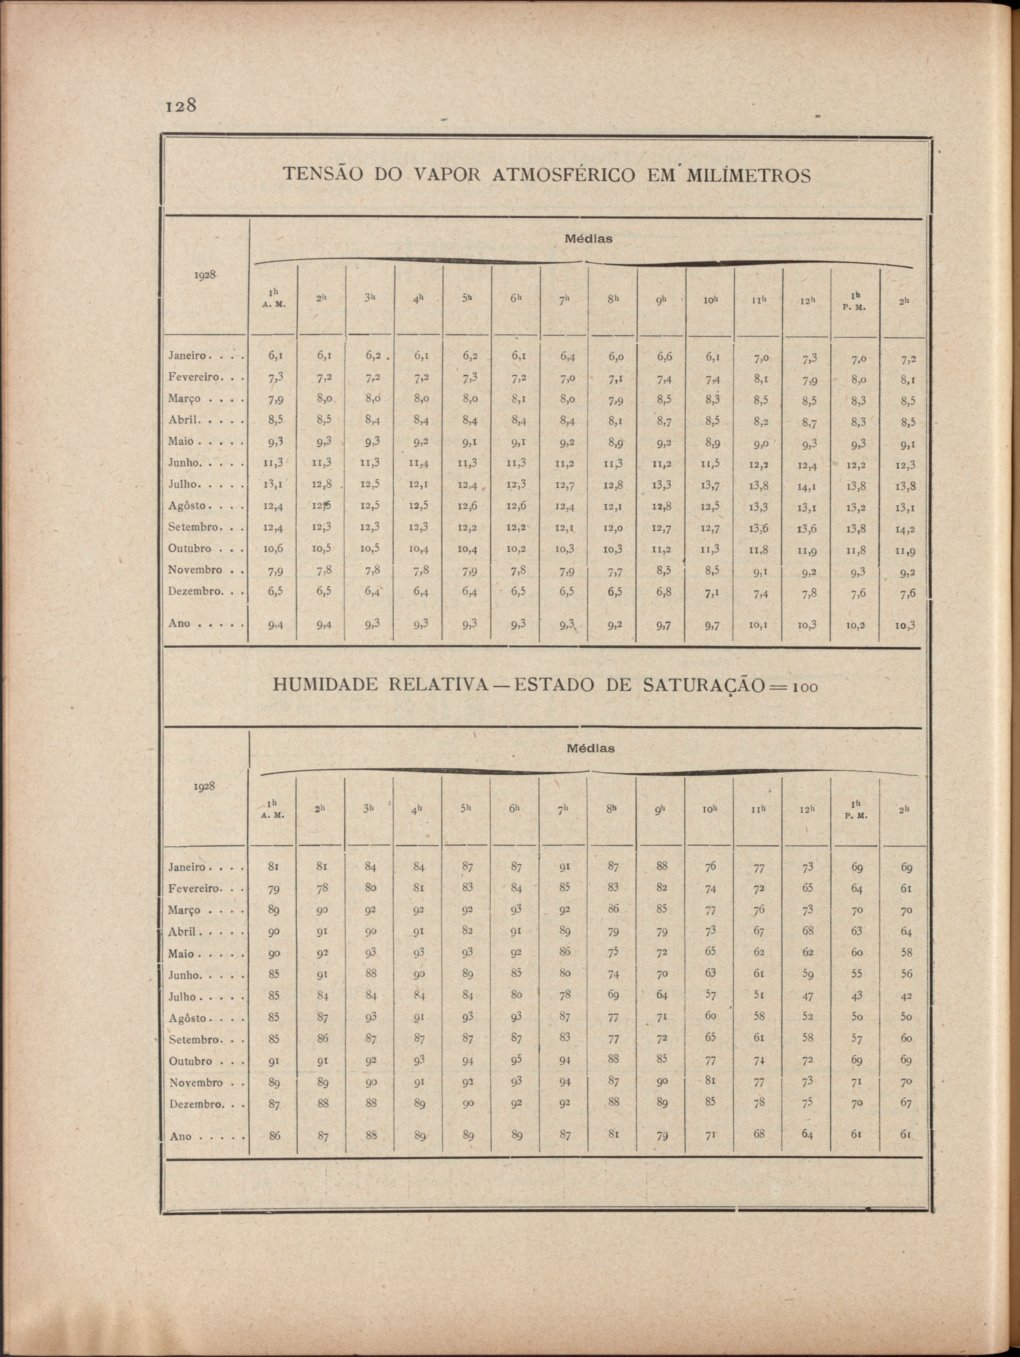 128
TENSÃO DO VAPOR ATMOSFÉRICO EM MILÍMETROS
Médias
1928
1h A. M. 2h 3h 4h 5h 6h 7h 8h 9h 10h 11h 12h 1h P. M. 2h
Janeiro . . . . 6,1 6,1 6,2 6,1 6,2 6,1 6,4 6,0 6,6 6,1 7,0 7,3 7,0 7,2
Fevereiro. . . 7,3 7,2 7,2 7,2 7,3 7,2 7,0 7,1 7,4 7,4 8,1 7,9 8,0 8,1
Março . . . . 7,9 8,0 8,0 8,0 8,0 8,1 8,0 7,9 8,5 8,3 8,5 8,5 8,3 8,5
Abril. . . . . 8,5 8,5 8,4 8,4 8,4 8,4 8,4 8,1 8,7 8,5 8,2 8,7 8,3 8,5
Maio . . . . . 9,3 9,3 9,3 9,2 9,1 9,1 9,2 8,9 9,2 8,9 9,0 9,3 9,3 9,1
Junho. . . . . 11,3 11,3 11,3 11,4 11,3 11,3 11,2 11,3 11,2 11,5 12,2 12,4 12,2 12,3
Julho. . . . . 13,1 12,8 12,5 12,1 12,4 12,3 12,7 12,8 13,3 13,7 13,8 14,1 13,8 13,8
Agôsto . . . . 12,4 12,6 12,5 12,5 12,6 12,6 12,4 12,1 12,8 12,5 13,3 13,1 13,2 13,1
Setembro. . . 12,4 12,3 12,3 12,3 12,2 12,2 12,1 12,0 12,7 12,7 13,6 13,6 13,8 14,2
Outubro . . . 10,6 10,5 10,5 10,4 10,4 10,2 10,3 10,3 11,2 11,3 11,8 11,9 11,8 11,9
Novembro . . 7,9 7,8 7,8 7,8 7,9 7,8 7,9 7,7 8,5 8,5 9,1 9,2 9,3 9,2
Dezembro. . . 6,5 6,5 6,4 6,4 6,4 6,5 6,5 6,5 6,8 7,1 7,4 7,8 7,6 7,6
Ano . . . . . 9,4 9,4 9,3 9,3 9,3 9,3 9,3 9,2 9,7 9,7 10,1 10,3 10,2 10,3
HUMIDADE RELATIVA — ESTADO DE SATURAÇÃO = 100
Médias
1928
1h A. M. 2h 3h 4h 5h 6h 7h 8h 9h 10h 11h 12h 1h P. M. 2h
Janeiro . . . . 81 81 84 84 87 87 91 87 88 76 77 73 69 69
Fevereiro. . . 79 78 80 81 83 84 85 83 82 74 72 65 64 61
Março . . . . 89 90 92 92 92 93 92 86 85 77 76 73 70 70
Abril . . . . . 90 91 90 91 82 91 89 79 79 73 67 68 63 64
Maio . . . . . 90 92 93 93 93 92 86 75 72 65 62 62 60 58
Junho. . . . . 85 91 88 90 89 85 80 74 70 63 61 59 55 56
Julho . . . . . 85 84 84 84 84 80 78 69 64 57 51 47 43 42
Agôsto. . . . 85 87 93 91 93 93 87 77 71 60 58 52 50 50
Setembro. . . 85 86 87 87 87 87 83 77 72 65 61 58 57 60
Outubro . . . 91 91 92 93 94 95 94 88 85 77 74 72 69 69
Novembro . . 89 89 90 91 92 93 94 87 90 81 77 73 71 70
Dezembro. . . 87 88 88 89 90 92 92 88 89 85 78 75 70 67
Ano . . . . . 86 87 88 89 89 89 87 81 79 71 68 64 61 61